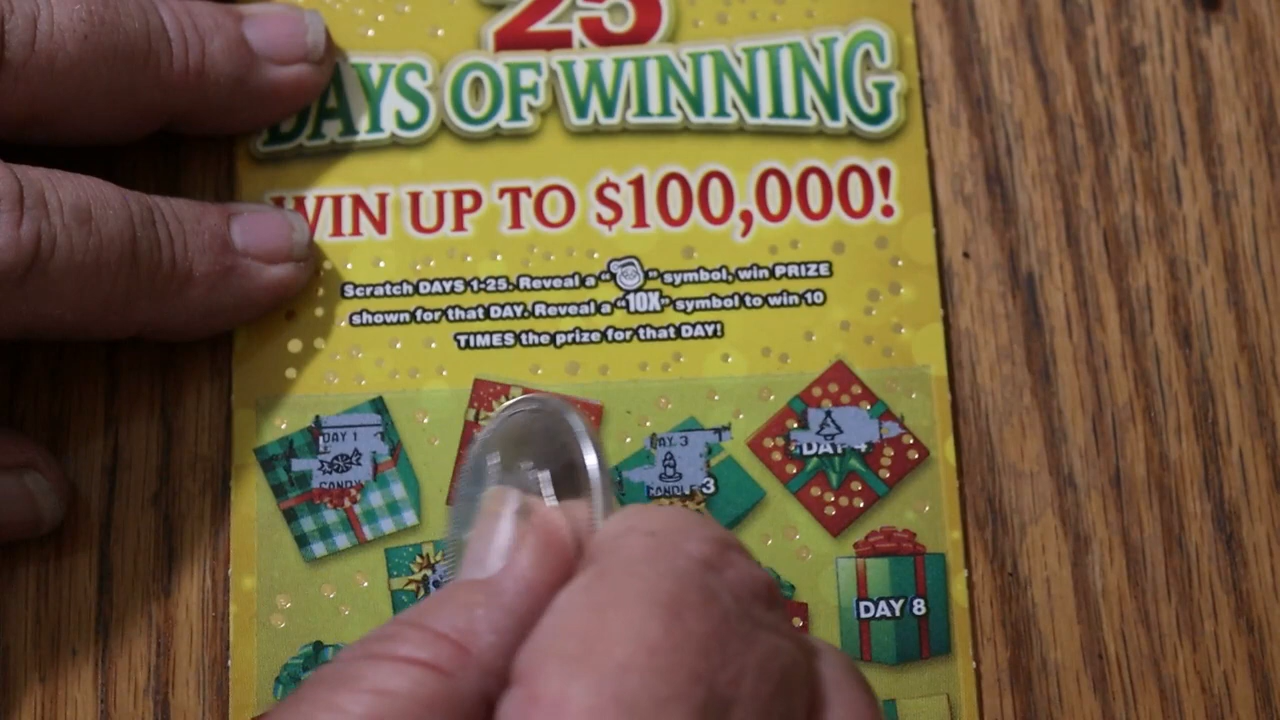 25
DAYS OF WINNING
WIN UP TO $100,000!
Scratch DAYS 1-25. Reveal a “ ” symbol, win PRIZE
shown for that DAY. Reveal a “10X” symbol to win 10
TIMES the prize for that DAY!
DAY 1
CANDY
DAY 3
CANDLE 3
DAY 4
DAY 8